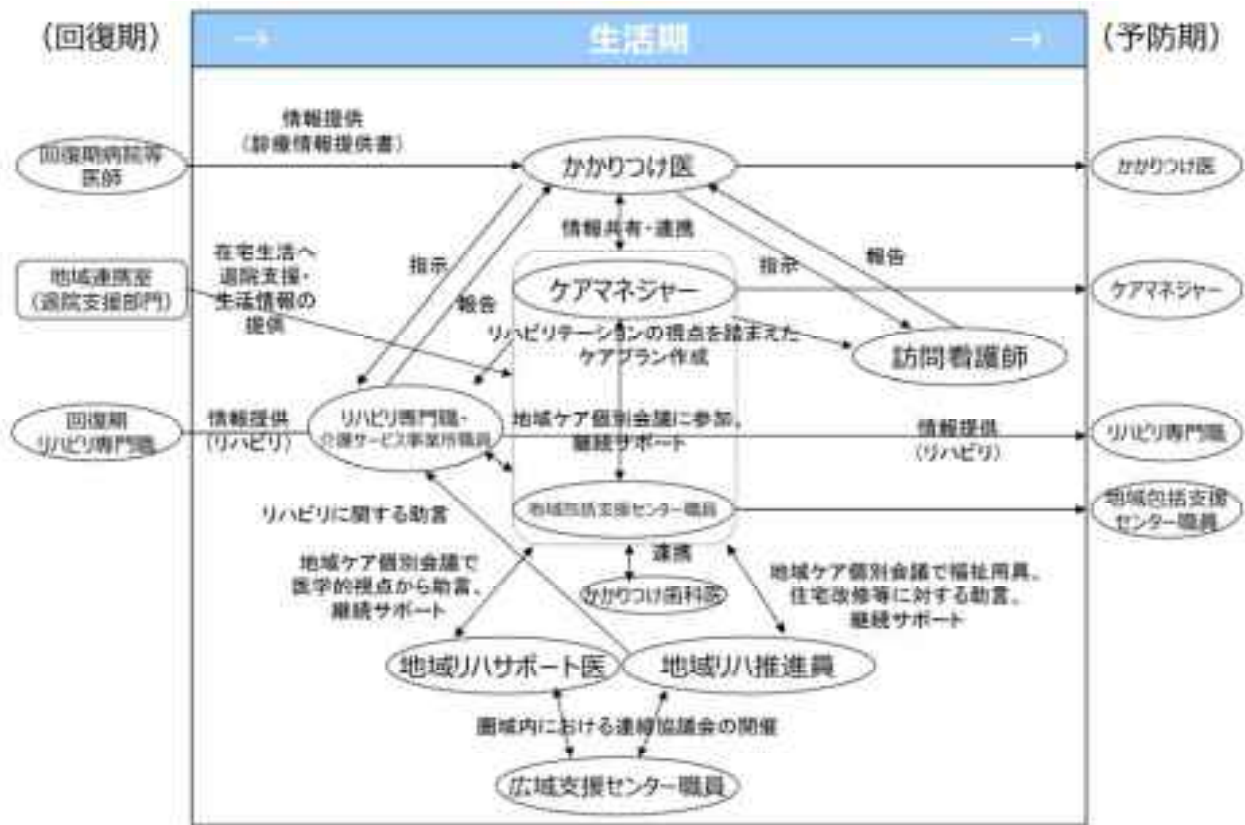 (回復期)
→ 生活期 →
(予防期)
情報提供
(診療情報提供書)
回復期病院等
医師
かかりつけ医
かかりつけ医
情報共有・連携
在宅生活へ
退院支援・
生活情報の
提供
地域連携室
(退院支援部門)
指示
報告
ケアマネジャー
指示
報告
ケアマネジャー
リハビリテーションの視点を踏まえた
ケアプラン作成
訪問看護師
回復期
リハビリ専門職
情報提供
(リハビリ)
リハビリ専門職・
介護サービス事業所職員
地域ケア個別会議に参加、
継続サポート
情報提供
(リハビリ)
リハビリ専門職
地域包括支援センター職員
地域包括支援
センター職員
リハビリに関する助言
連携
地域ケア個別会議で
医学的視点から助言、
継続サポート
かかりつけ歯科医
地域ケア個別会議で福祉用具、
住宅改修等に対する助言、
継続サポート
地域リハサポート医
地域リハ推進員
圏域内における連絡協議会の開催
広域支援センター職員